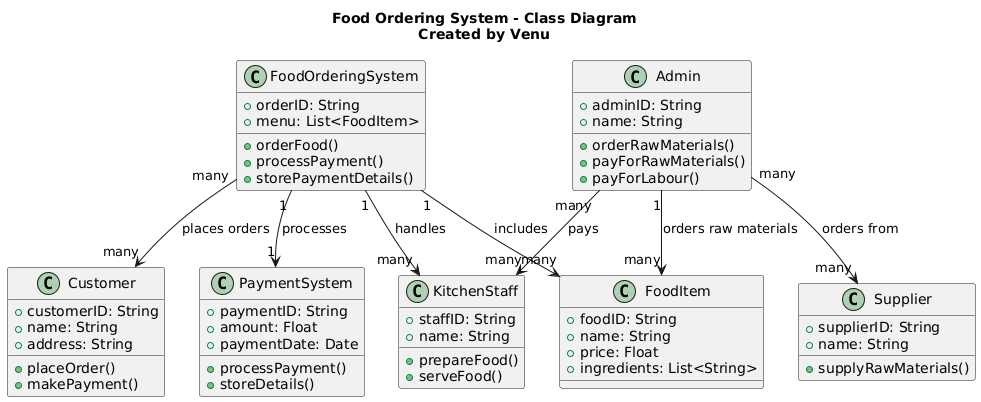 Food Ordering System - Class Diagram
Created by Venu
C FoodOrderingSystem
orderID: String
menu: List<FoodItem>
orderFood()
processPayment()
storePaymentDetails()
C Admin
adminID: String
name: String
orderRawMaterials()
payForRawMaterials()
payForLabour()
many
1
1
1
many
1
many
places orders
processes
handles
includes
pays
orders raw materials
orders from
many
1
many
many
many
many
many
C Customer
customerID: String
name: String
address: String
placeOrder()
makePayment()
C PaymentSystem
paymentID: String
amount: Float
paymentDate: Date
processPayment()
storeDetails()
C KitchenStaff
staffID: String
name: String
prepareFood()
serveFood()
C FoodItem
foodID: String
name: String
price: Float
ingredients: List<String>
C Supplier
supplierID: String
name: String
supplyRawMaterials()